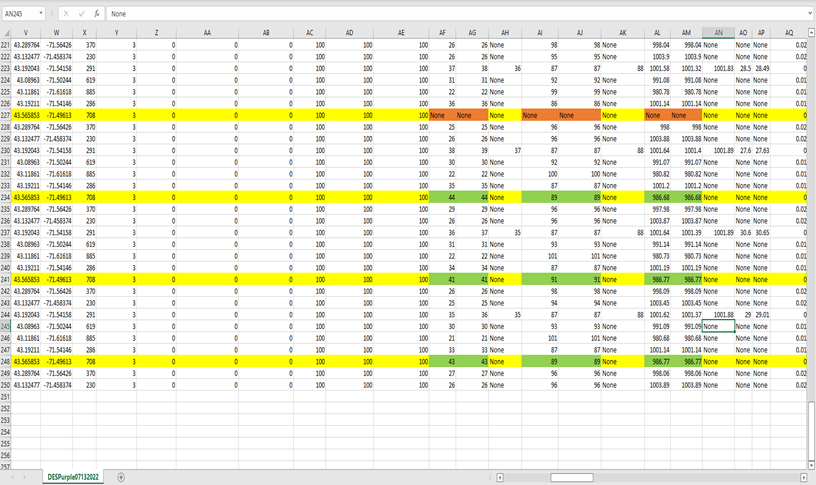 AN245 fx None
V W X Y Z AA AB AC AD AE AF AG AH AI AJ AK AL AM AN AO AP AQ
221 43.289764 -71.56426 370 3 0 0 0 100 100 100 26 26 None 98 98 None 998.04 998.04 None None None 0.02
222 43.132477 -71.458374 230 3 0 0 0 100 100 100 26 26 None 95 95 None 1003.9 1003.9 None None None 0.02
223 43.192043 -71.54158 291 3 0 0 0 100 100 100 37 38 36 87 87 88 1001.58 1001.32 1001.83 28.5 28.49 0
224 43.08963 -71.50244 619 3 0 0 0 100 100 100 31 31 None 92 92 None 991.08 991.08 None None None 0.01
225 43.11861 -71.61618 885 3 0 0 0 100 100 100 22 22 None 99 99 None 980.78 980.78 None None None 0.01
226 43.19211 -71.54146 286 3 0 0 0 100 100 100 36 36 None 86 86 None 1001.14 1001.14 None None None 0.01
227 43.565853 -71.49613 708 3 0 0 0 100 100 100 None None None None None None None None None None None 0
228 43.289764 -71.56426 370 3 0 0 0 100 100 100 25 25 None 96 96 None 998 998 None None None 0.02
229 43.132477 -71.458374 230 3 0 0 0 100 100 100 26 26 None 96 96 None 1003.88 1003.88 None None None 0.02
230 43.192043 -71.54158 291 3 0 0 0 100 100 100 38 39 37 87 87 88 1001.64 1001.4 1001.89 27.6 27.63 0
231 43.08963 -71.50244 619 3 0 0 0 100 100 100 30 30 None 92 92 None 991.07 991.07 None None None 0.01
232 43.11861 -71.61618 885 3 0 0 0 100 100 100 22 22 None 100 100 None 980.82 980.82 None None None 0.01
233 43.19211 -71.54146 286 3 0 0 0 100 100 100 35 35 None 87 87 None 1001.2 1001.2 None None None 0.01
234 43.565853 -71.49613 708 3 0 0 0 100 100 100 44 44 None 89 89 None 986.68 986.68 None None None 0
235 43.289764 -71.56426 370 3 0 0 0 100 100 100 29 29 None 96 96 None 997.98 997.98 None None None 0.02
236 43.132477 -71.458374 230 3 0 0 0 100 100 100 26 26 None 96 96 None 1003.87 1003.87 None None None 0.02
237 43.192043 -71.54158 291 3 0 0 0 100 100 100 36 37 35 87 87 88 1001.64 1001.39 1001.89 30.6 30.65 0
238 43.08963 -71.50244 619 3 0 0 0 100 100 100 31 31 None 93 93 None 991.14 991.14 None None None 0.01
239 43.11861 -71.61618 885 3 0 0 0 100 100 100 22 22 None 101 101 None 980.73 980.73 None None None 0.01
240 43.19211 -71.54146 286 3 0 0 0 100 100 100 34 34 None 87 87 None 1001.19 1001.19 None None None 0.01
241 43.565853 -71.49613 708 3 0 0 0 100 100 100 41 41 None 91 91 None 986.77 986.77 None None None 0
242 43.289764 -71.56426 370 3 0 0 0 100 100 100 26 26 None 98 98 None 998.09 998.09 None None None 0.02
243 43.132477 -71.458374 230 3 0 0 0 100 100 100 25 25 None 94 94 None 1003.45 1003.45 None None None 0.02
244 43.192043 -71.54158 291 3 0 0 0 100 100 100 35 36 35 87 87 88 1001.62 1001.37 1001.88 29 29.01 0
245 43.08963 -71.50244 619 3 0 0 0 100 100 100 30 30 None 93 93 None 991.09 991.09 None None None 0.01
246 43.11861 -71.61618 885 3 0 0 0 100 100 100 21 21 None 101 101 None 980.68 980.68 None None None 0.01
247 43.19211 -71.54146 286 3 0 0 0 100 100 100 33 33 None 87 87 None 1001.14 1001.14 None None None 0.01
248 43.565853 -71.49613 708 3 0 0 0 100 100 100 43 43 None 89 89 None 986.77 986.77 None None None 0
249 43.289764 -71.56426 370 3 0 0 0 100 100 100 27 27 None 96 96 None 998.06 998.06 None None None 0.02
250 43.132477 -71.458374 230 3 0 0 0 100 100 100 26 26 None 96 96 None 1003.89 1003.89 None None None 0.02
251
252
253
254
255
256
257
DESPurple07132022